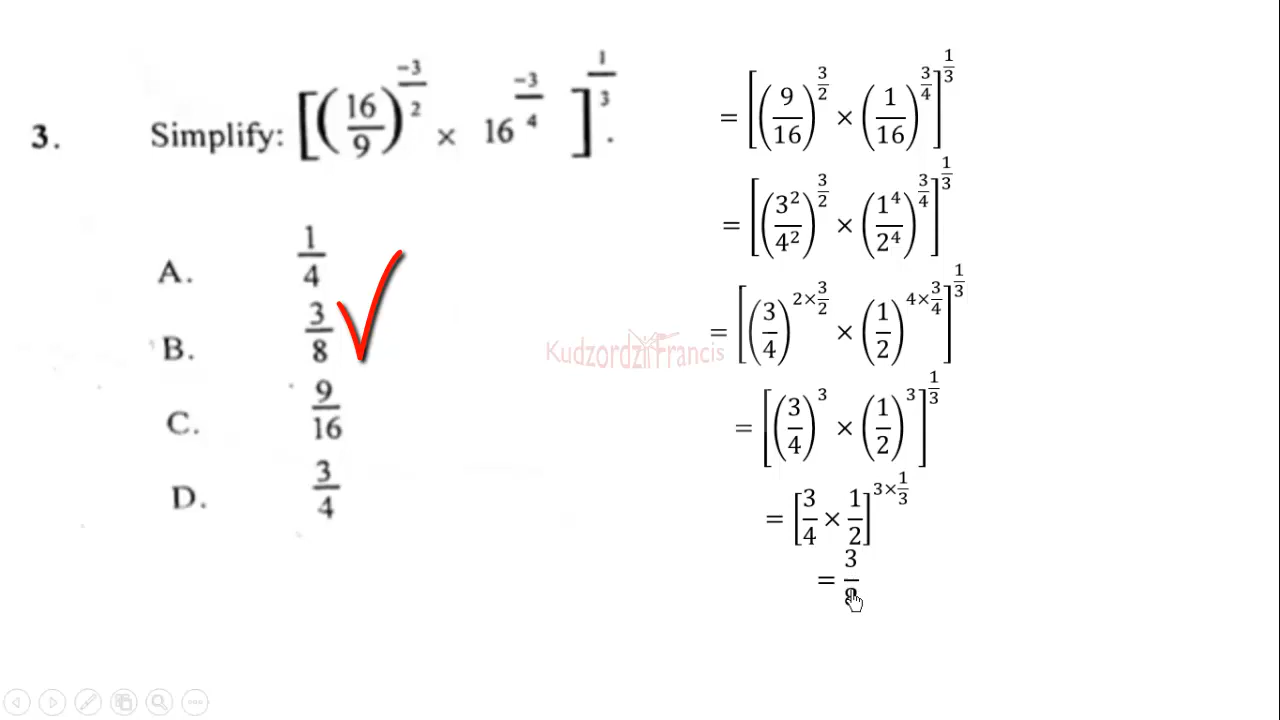 3. Simplify: [(16/9)^(-3/2) × 16^(-3/4)]^(1/3).
A. 1/4
B. 3/8
C. 9/16
D. 3/4
= [(9/16)^(3/2) × (1/16)^(3/4)]^(1/3)
= [(3²/4²)^(3/2) × (1⁴/2⁴)^(3/4)]^(1/3)
= [(3/4)^(2×3/2) × (1/2)^(4×3/4)]^(1/3)
= [(3/4)³ × (1/2)³]^(1/3)
= [3/4 × 1/2]^(3×1/3)
= 3/8
Kudzordzi Francis